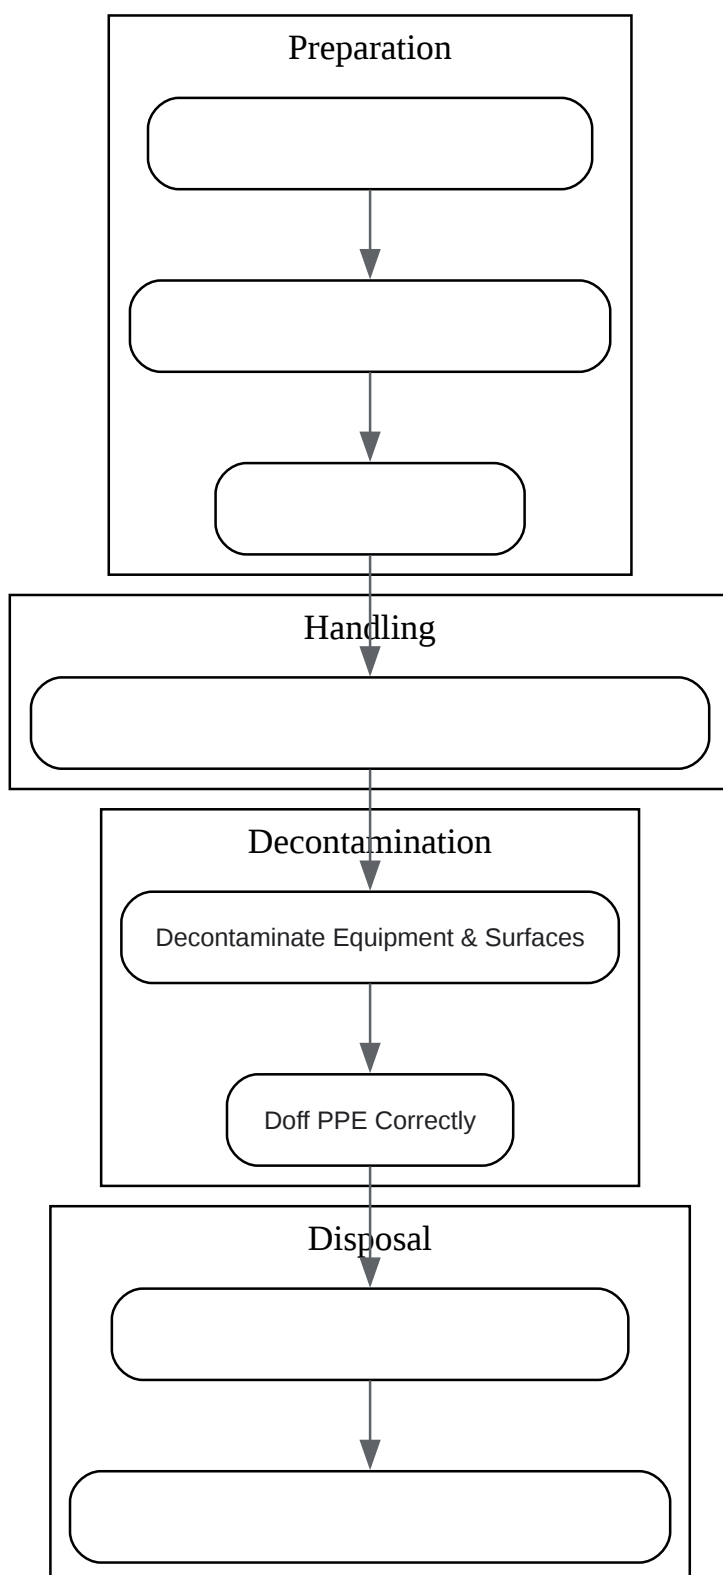 Preparation
Handling
Decontamination
Decontaminate Equipment & Surfaces
Doff PPE Correctly
Disposal